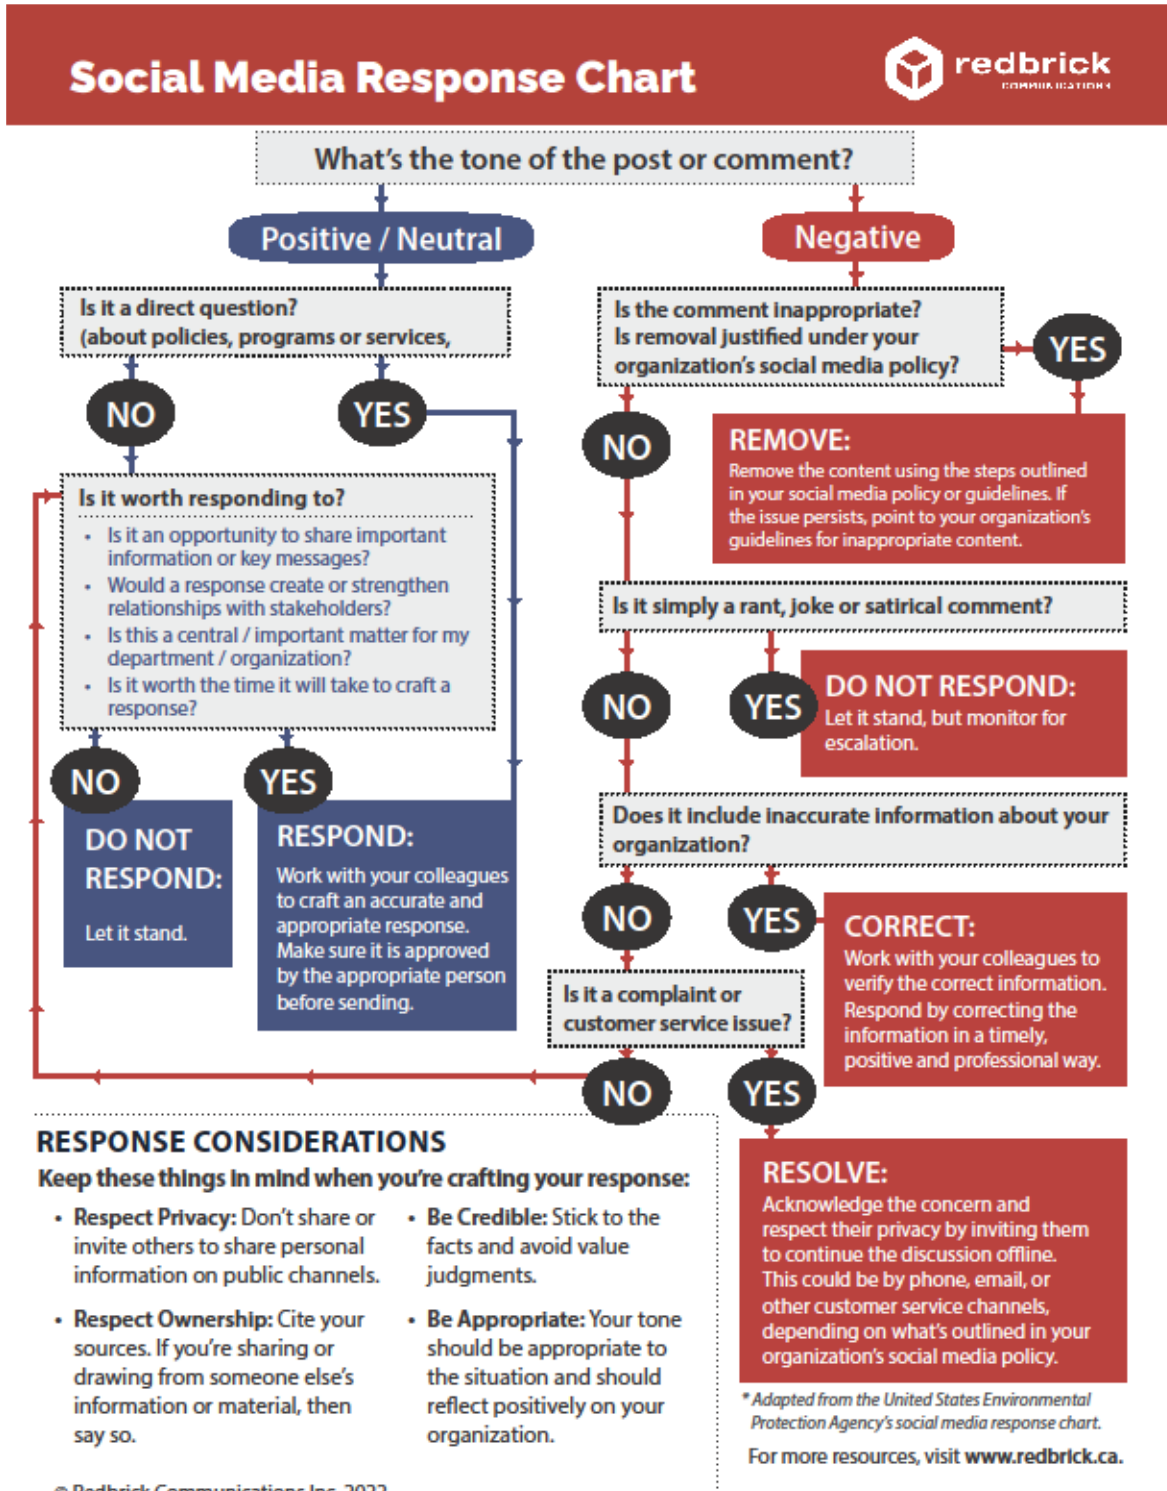 Social Media Response Chart
redbrick
COMMUNICATIONS
What's the tone of the post or comment?
Positive / Neutral
Negative
Is it a direct question?
(about policies, programs or services,
NO
YES
Is the comment inappropriate?
Is removal justified under your
organization's social media policy?
YES
NO
REMOVE:
Remove the content using the steps outlined
in your social media policy or guidelines. If
the issue persists, point to your organization's
guidelines for inappropriate content.
Is it worth responding to?
• Is it an opportunity to share important
information or key messages?
• Would a response create or strengthen
relationships with stakeholders?
• Is this a central / important matter for my
department / organization?
• Is it worth the time it will take to craft a
response?
NO
YES
DO NOT
RESPOND:
Let it stand.
RESPOND:
Work with your colleagues
to craft an accurate and
appropriate response.
Make sure it is approved
by the appropriate person
before sending.
Is it simply a rant, joke or satirical comment?
NO
YES
DO NOT RESPOND:
Let it stand, but monitor for
escalation.
Does it include inaccurate information about your
organization?
NO
YES
CORRECT:
Work with your colleagues to
verify the correct information.
Respond by correcting the
information in a timely,
positive and professional way.
Is it a complaint or
customer service issue?
NO
YES
RESOLVE:
Acknowledge the concern and
respect their privacy by inviting them
to continue the discussion offline.
This could be by phone, email, or
other customer service channels,
depending on what's outlined in your
organization's social media policy.
RESPONSE CONSIDERATIONS
Keep these things in mind when you're crafting your response:
• Respect Privacy: Don't share or
invite others to share personal
information on public channels.
• Respect Ownership: Cite your
sources. If you're sharing or
drawing from someone else's
information or material, then
say so.
• Be Credible: Stick to the
facts and avoid value
judgments.
• Be Appropriate: Your tone
should be appropriate to
the situation and should
reflect positively on your
organization.
* Adapted from the United States Environmental
Protection Agency's social media response chart.
For more resources, visit www.redbrick.ca.
© Redbrick Communications Inc. 2022